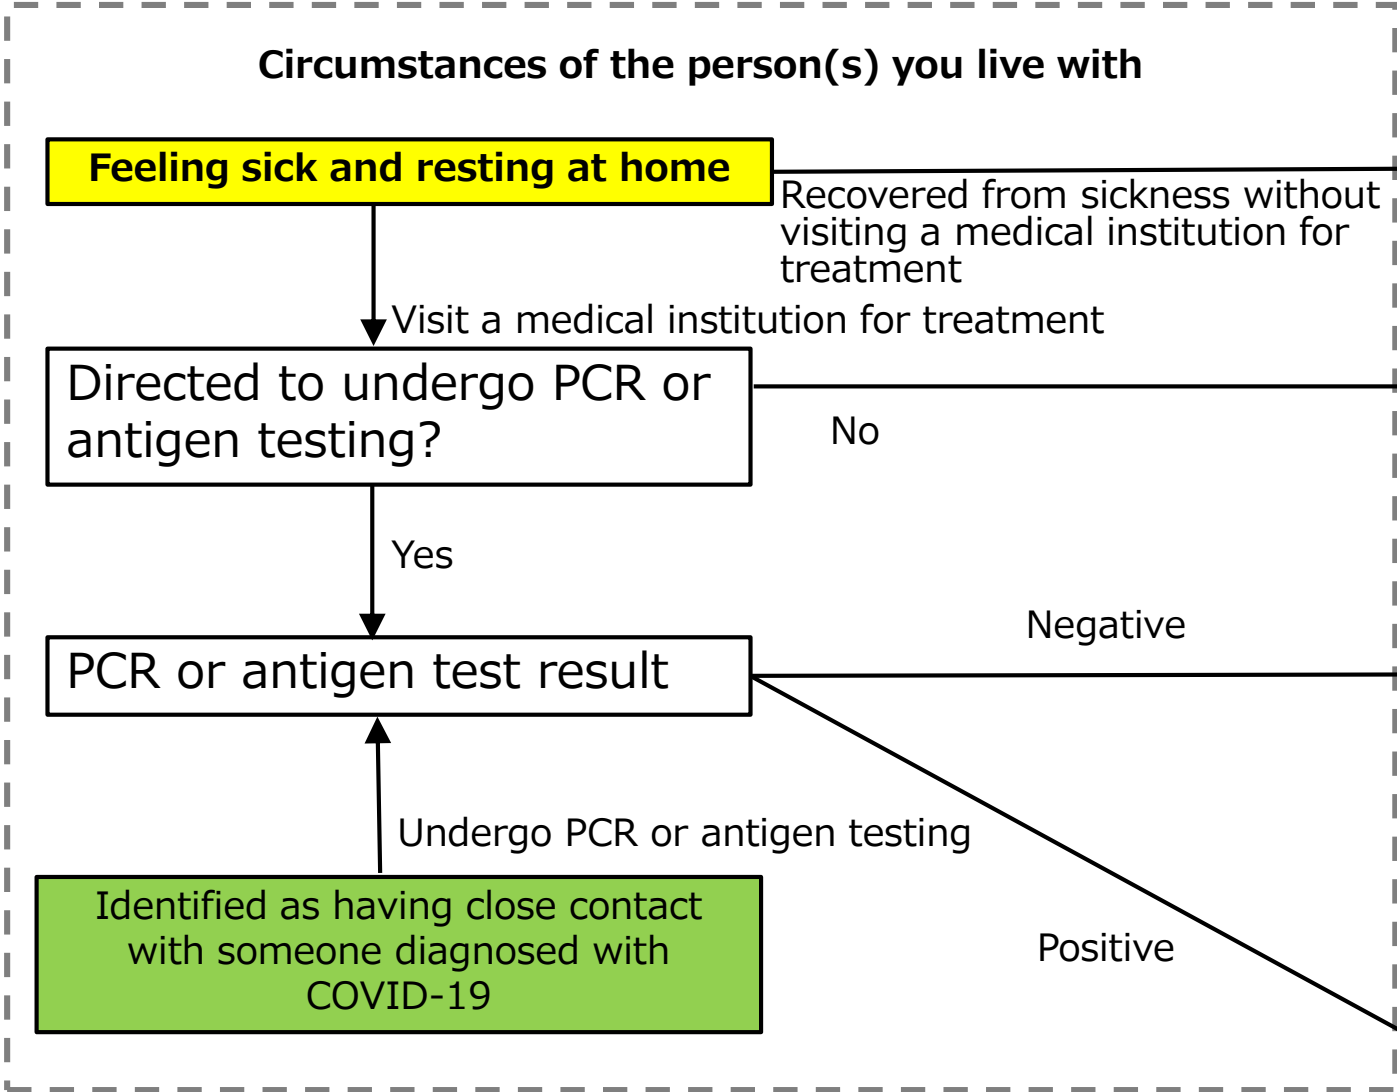 Circumstances of the person(s) you live with
Feeling sick and resting at home
Recovered from sickness without
visiting a medical institution for
treatment
Visit a medical institution for treatment
Directed to undergo PCR or
antigen testing?
No
Yes
Negative
PCR or antigen test result
Undergo PCR or antigen testing
Identified as having close contact
with someone diagnosed with
COVID-19
Positive